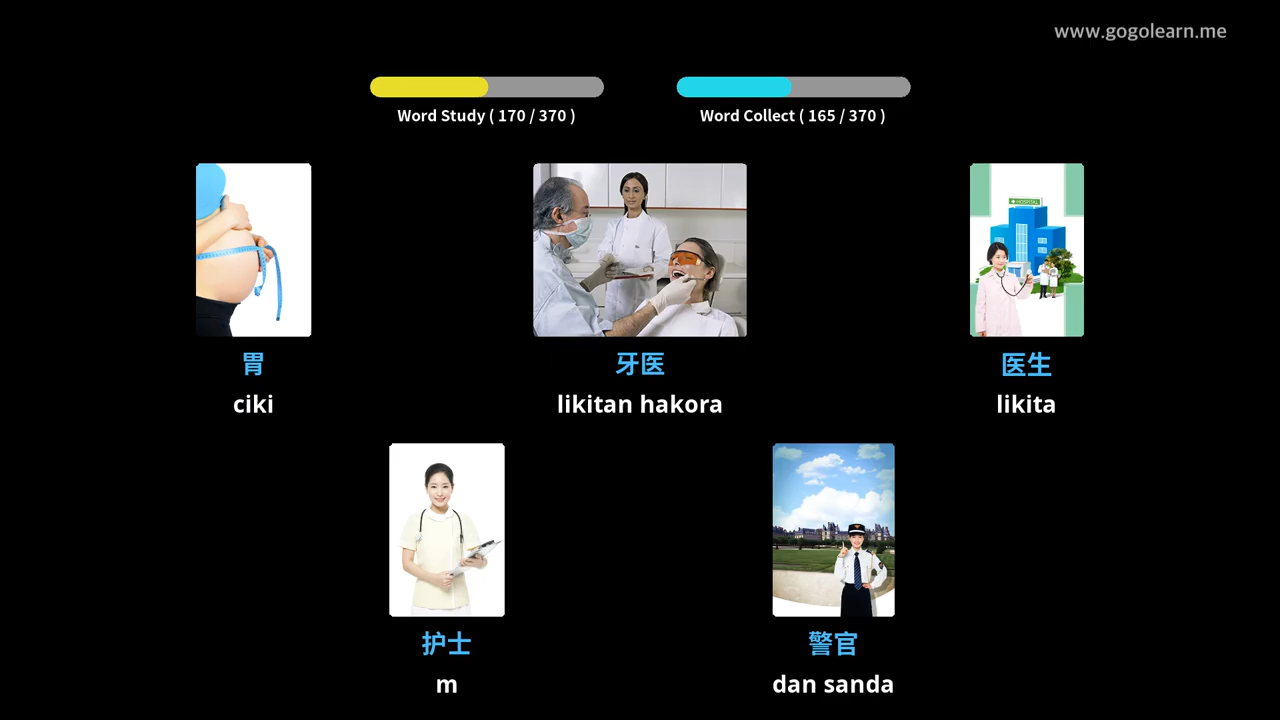 www.gogolearn.me
Word Study ( 170 / 370 )
Word Collect ( 165 / 370 )
HOSPITAL
胃
ciki
牙医
likitan hakora
医生
likita
护士
m
警官
dan sanda